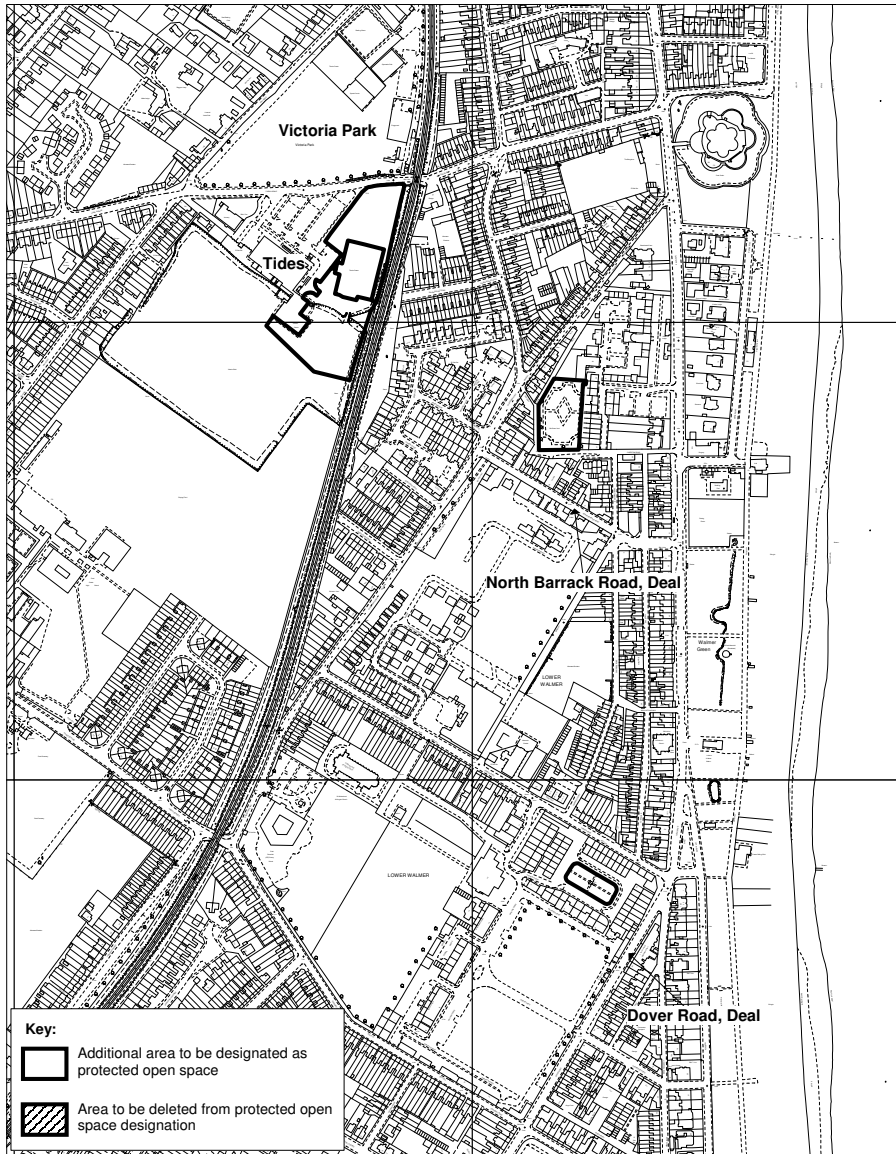 Victoria Park
Victoria Park
Tides
North Barrack Road, Deal
Walmer
Green
LOWER
WALMER
LOWER WALMER
Dover Road, Deal
Key:
Additional area to be designated as
protected open space
Area to be deleted from protected open
space designation